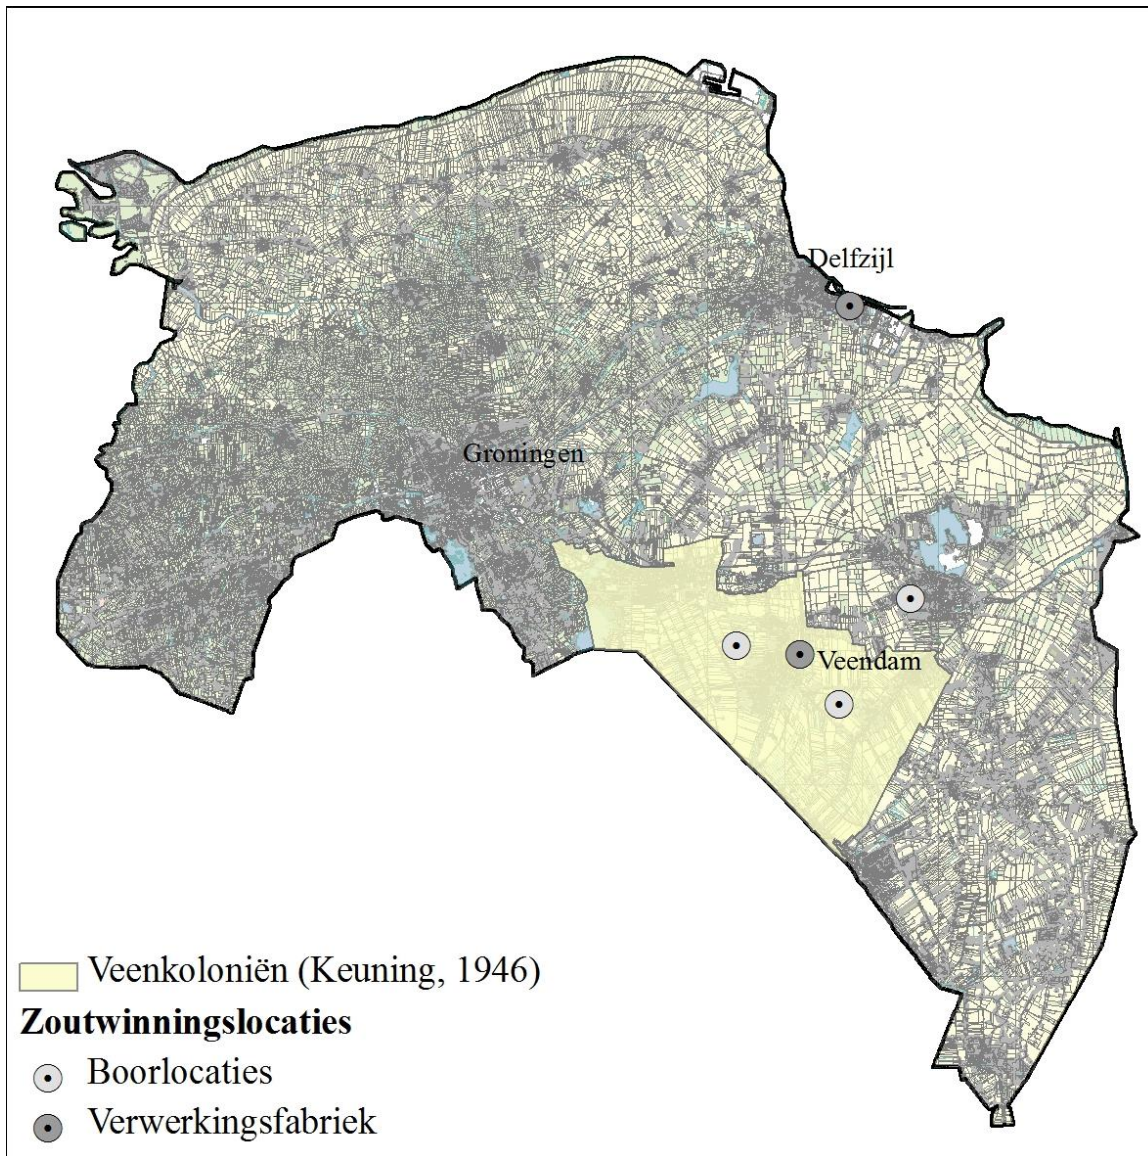 Delfzijl
Groningen
Veendam
Veenkoloniën (Keuning, 1946)
Zoutwinningslocaties
Boorlocaties
Verwerkingsfabriek